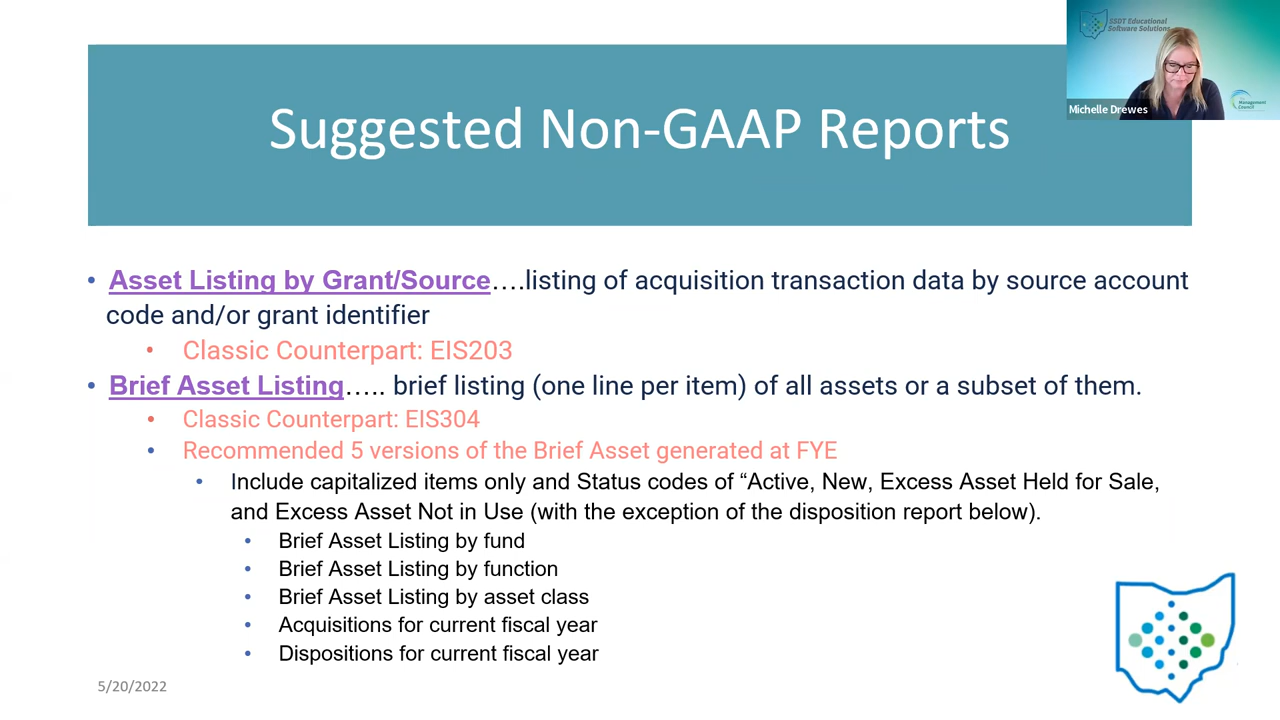 SSDT Educational
Software Solutions
Management
Council
Michelle Drewes
Suggested Non-GAAP Reports
• Asset Listing by Grant/Source….listing of acquisition transaction data by source account
code and/or grant identifier
• Classic Counterpart: EIS203
• Brief Asset Listing….. brief listing (one line per item) of all assets or a subset of them.
• Classic Counterpart: EIS304
• Recommended 5 versions of the Brief Asset generated at FYE
• Include capitalized items only and Status codes of “Active, New, Excess Asset Held for Sale,
and Excess Asset Not in Use (with the exception of the disposition report below).
• Brief Asset Listing by fund
• Brief Asset Listing by function
• Brief Asset Listing by asset class
• Acquisitions for current fiscal year
• Dispositions for current fiscal year
5/20/2022